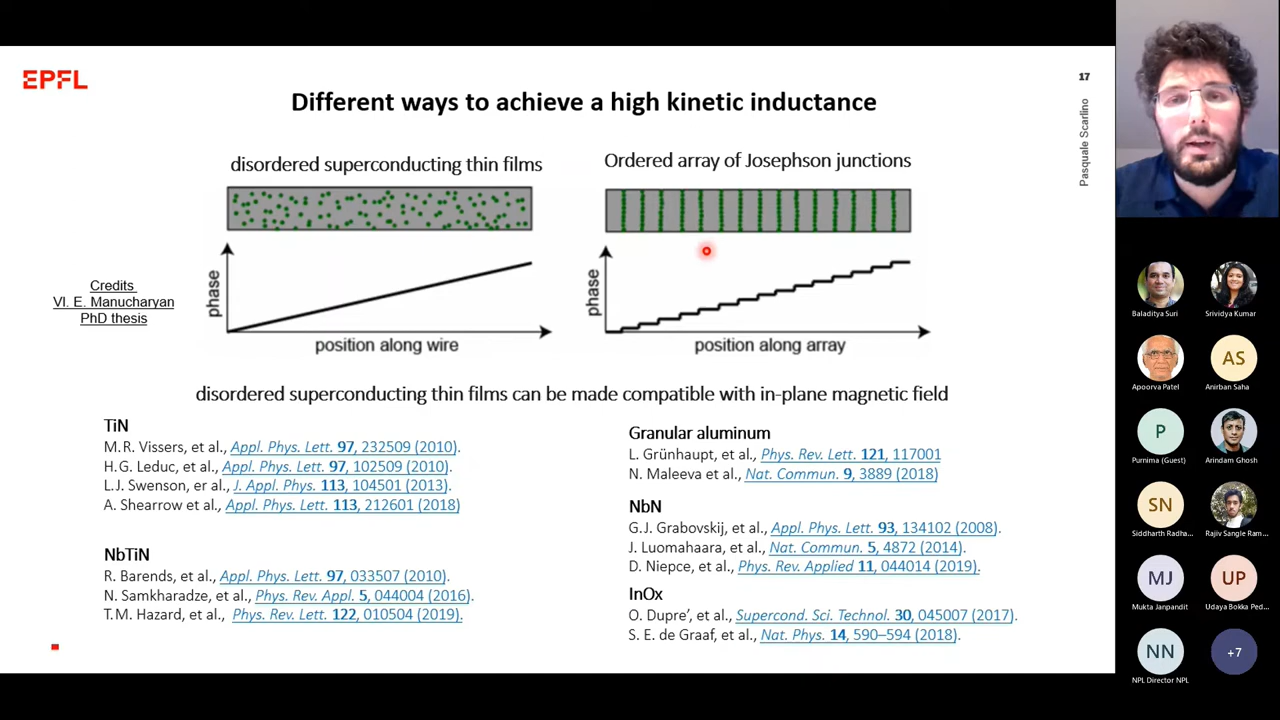 EPFL
17
Pasquale Scarlino
Different ways to achieve a high kinetic inductance
disordered superconducting thin films
Ordered array of Josephson junctions
phase
position along wire
phase
position along array
Credits
Vl. E. Manucharyan
PhD thesis
disordered superconducting thin films can be made compatible with in-plane magnetic field
TiN
M.R. Vissers, et al., Appl. Phys. Lett. 97, 232509 (2010).
H.G. Leduc, et al., Appl. Phys. Lett. 97, 102509 (2010).
L.J. Swenson, er al., J. Appl. Phys. 113, 104501 (2013).
A. Shearrow et al., Appl. Phys. Lett. 113, 212601 (2018)
NbTiN
R. Barends, et al., Appl. Phys. Lett. 97, 033507 (2010).
N. Samkharadze, et al., Phys. Rev. Appl. 5, 044004 (2016).
T.M. Hazard, et al., Phys. Rev. Lett. 122, 010504 (2019).
Granular aluminum
L. Grünhaupt, et al., Phys. Rev. Lett. 121, 117001
N. Maleeva et al., Nat. Commun. 9, 3889 (2018)
NbN
G.J. Grabovskij, et al., Appl. Phys. Lett. 93, 134102 (2008).
J. Luomahaara, et al., Nat. Commun. 5, 4872 (2014).
D. Niepce, et al., Phys. Rev. Applied 11, 044014 (2019).
InOx
O. Dupre', et al., Supercond. Sci. Technol. 30, 045007 (2017).
S. E. de Graaf, et al., Nat. Phys. 14, 590–594 (2018).
Baladitya Suri
Srividya Kumar
Apoorva Patel
AS
Anirban Saha
P
Purnima (Guest)
Arindam Ghosh
SN
Siddharth Radha...
Rajiv Sangle Ram...
MJ
Mukta Janpandit
UP
Udaya Bokka Ped...
NN
NPL Director NPL
+7